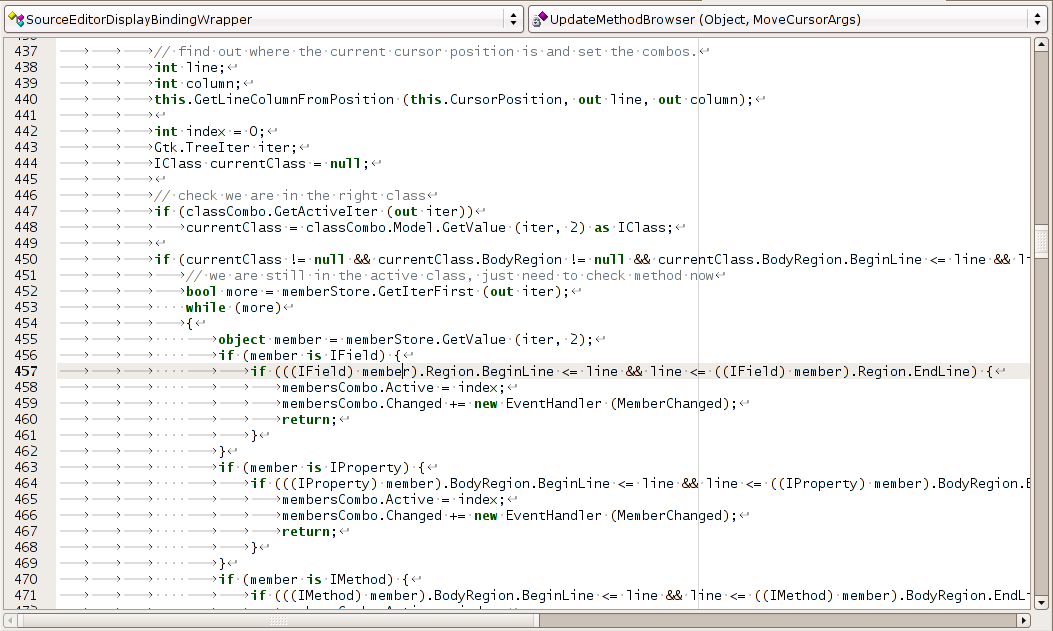 SourceEditorDisplayBindingWrapper
UpdateMethodBrowser (Object, MoveCursorArgs)
437 // find out where the current cursor position is and set the combos.
438 int line;
439 int column;
440 this.GetLineColumnFromPosition (this.CursorPosition, out line, out column);
441
442 int index = 0;
443 Gtk.TreeIter iter;
444 IClass currentClass = null;
445
446 // check we are in the right class
447 if (classCombo.GetActiveIter (out iter))
448 currentClass = classCombo.Model.GetValue (iter, 2) as IClass;
449
450 if (currentClass != null && currentClass.BodyRegion != null && currentClass.BodyRegion.BeginLine <= line && li
451 // we are still in the active class, just need to check method now
452 bool more = memberStore.GetIterFirst (out iter);
453 while (more)
454 {
455 object member = memberStore.GetValue (iter, 2);
456 if (member is IField) {
457 if (((IField) member).Region.BeginLine <= line && line <= ((IField) member).Region.EndLine) {
458 membersCombo.Active = index;
459 membersCombo.Changed += new EventHandler (MemberChanged);
460 return;
461 }
462 }
463 if (member is IProperty) {
464 if (((IProperty) member).BodyRegion.BeginLine <= line && line <= ((IProperty) member).BodyRegion.E
465 membersCombo.Active = index;
466 membersCombo.Changed += new EventHandler (MemberChanged);
467 return;
468 }
469 }
470 if (member is IMethod) {
471 if (((IMethod) member).BodyRegion.BeginLine <= line && line <= ((IMethod) member).BodyRegion.EndL